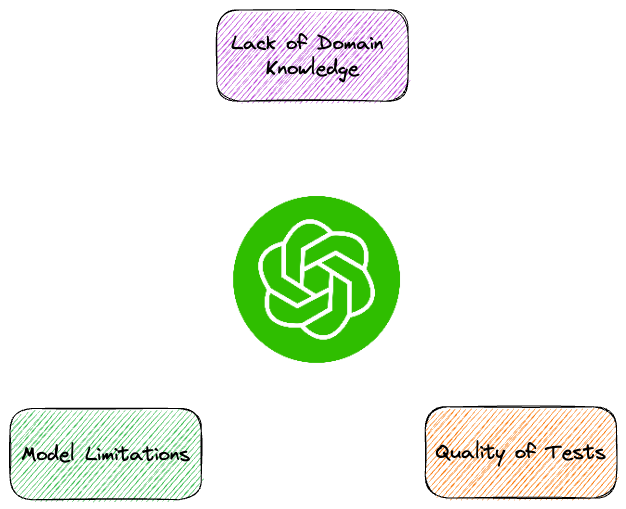 Lack of Domain
Knowledge
Model Limitations
Quality of Tests